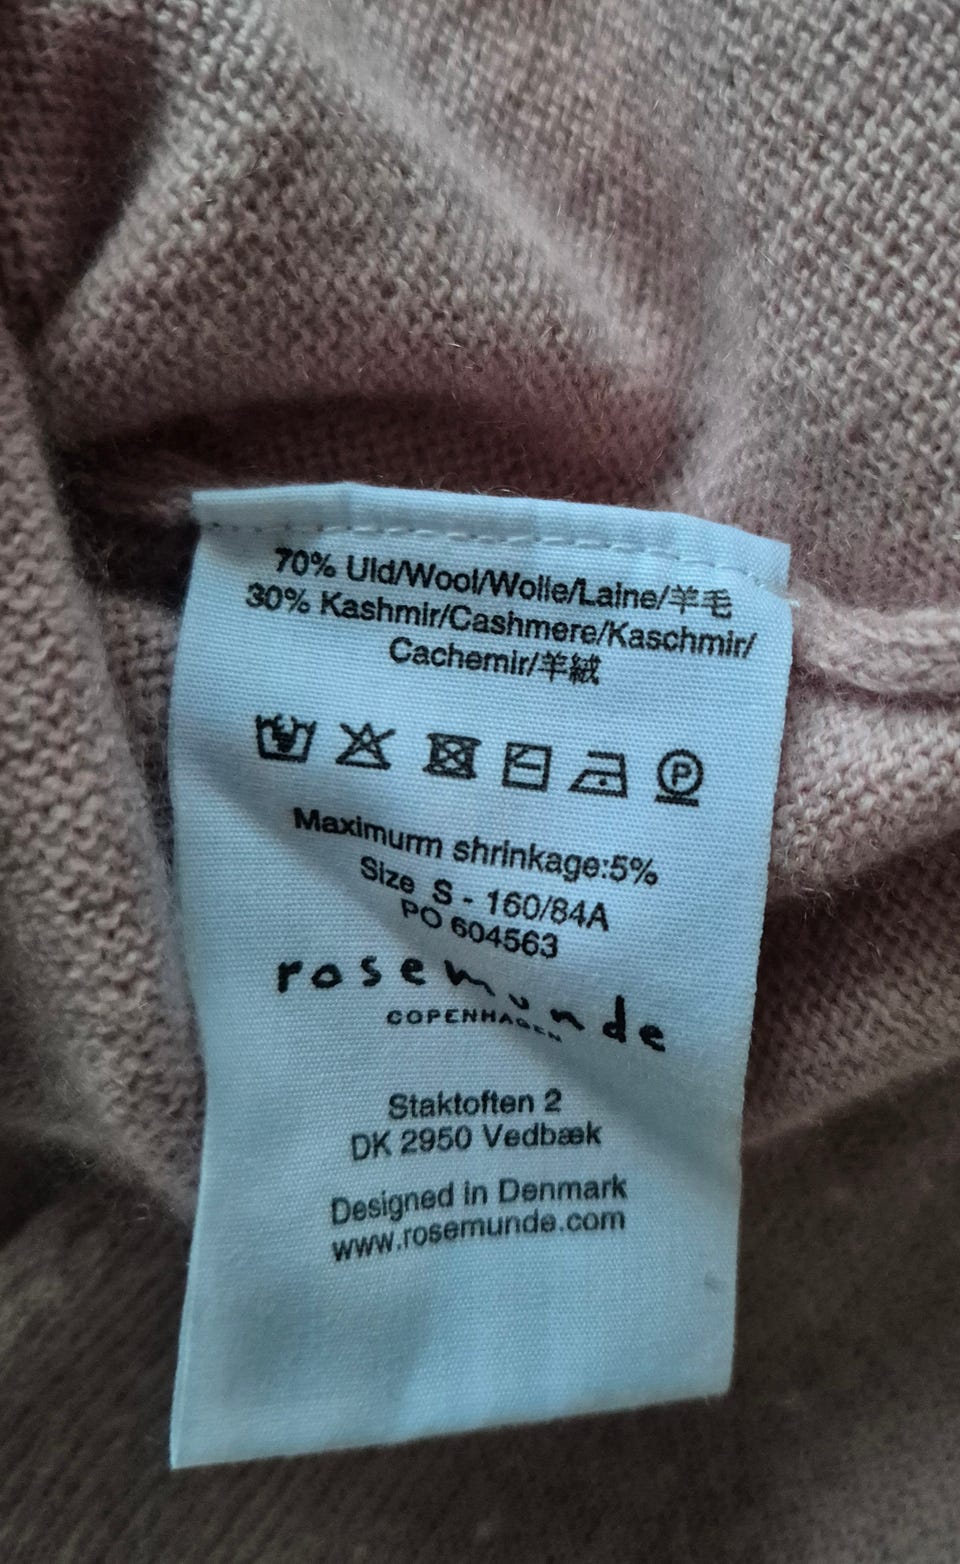 70% Uld/Wool/Wolle/Laine/羊毛
30% Kashmir/Cashmere/Kaschmir/
Cachemir/羊絨
P
Maximum shrinkage:5%
Size S - 160/84A
PO 604563
rosemunde
COPENHAGEN
Staktoften 2
DK 2950 Vedbæk
Designed in Denmark
www.rosemunde.com